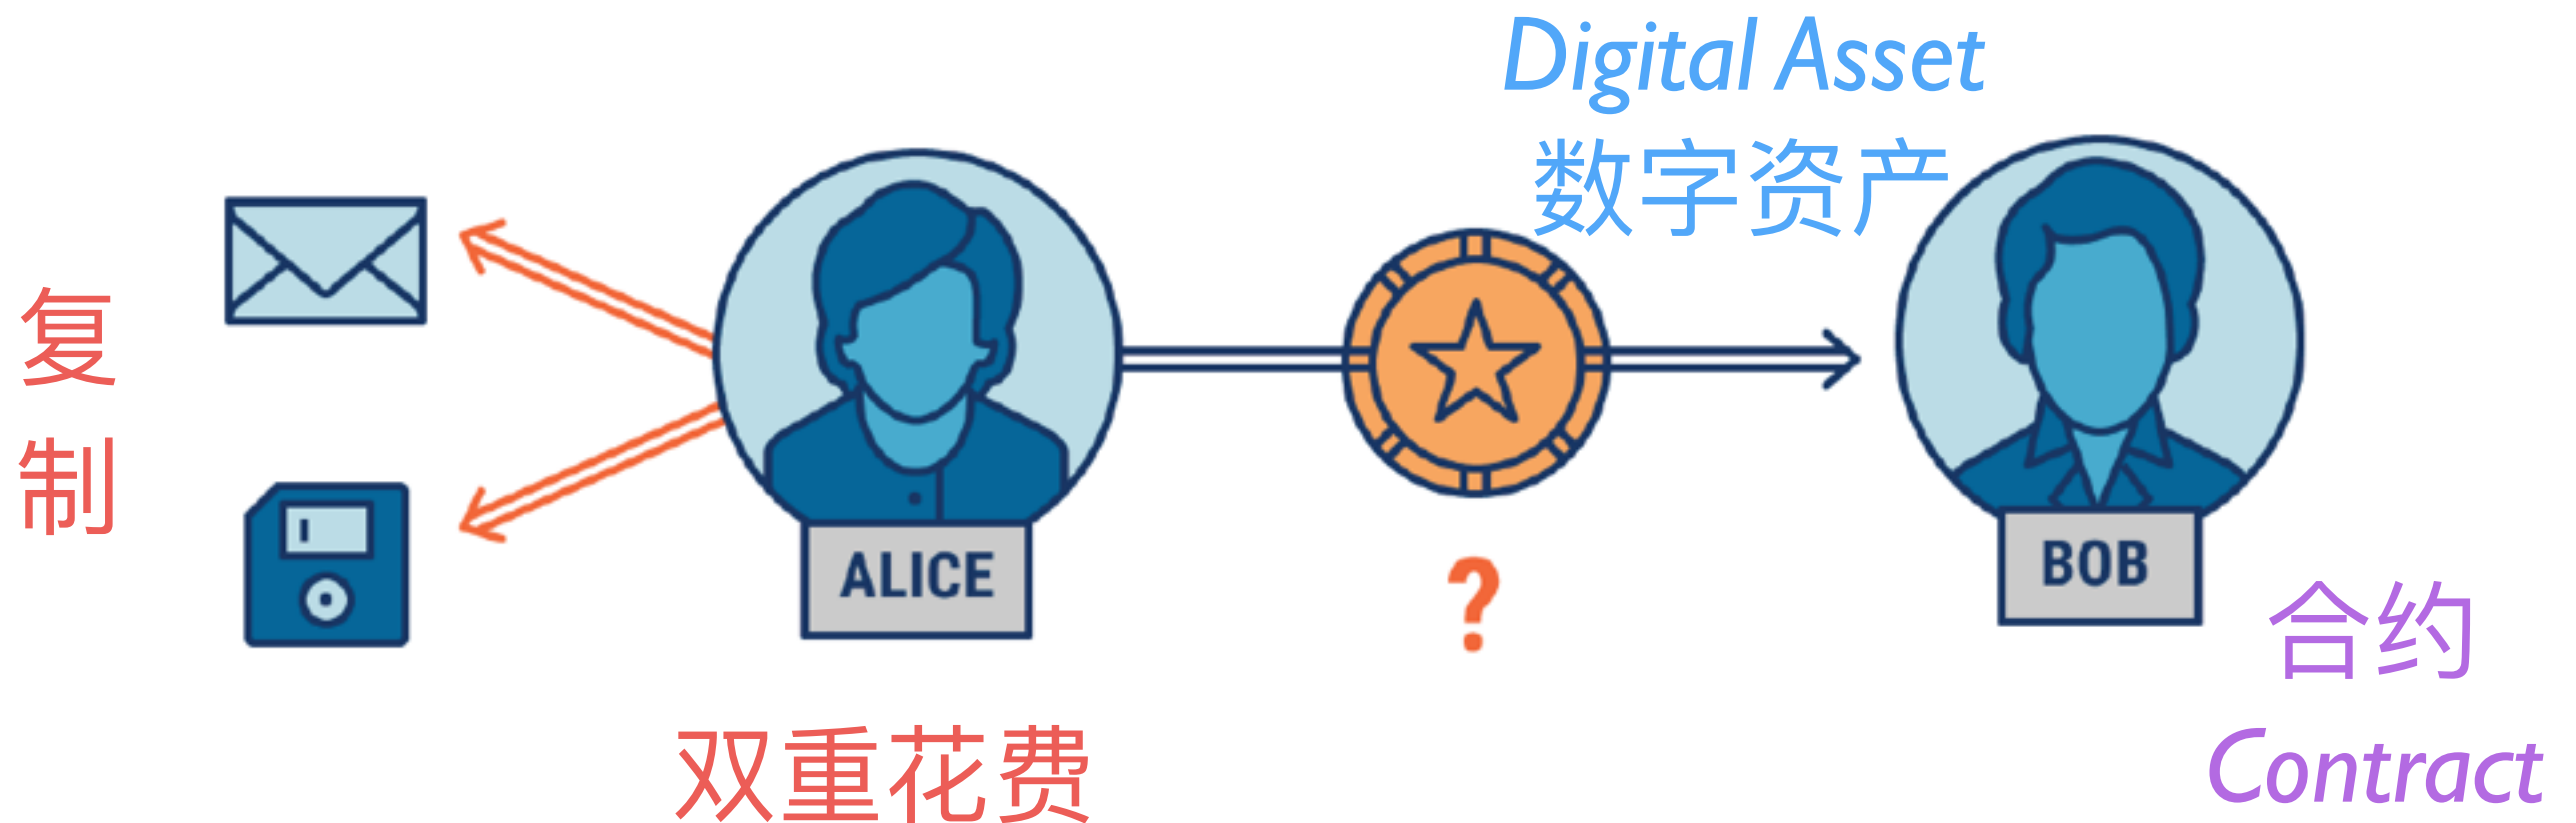 Digital Asset
数字资产
复制
ALICE
?
BOB
合约
Contract
双重花费